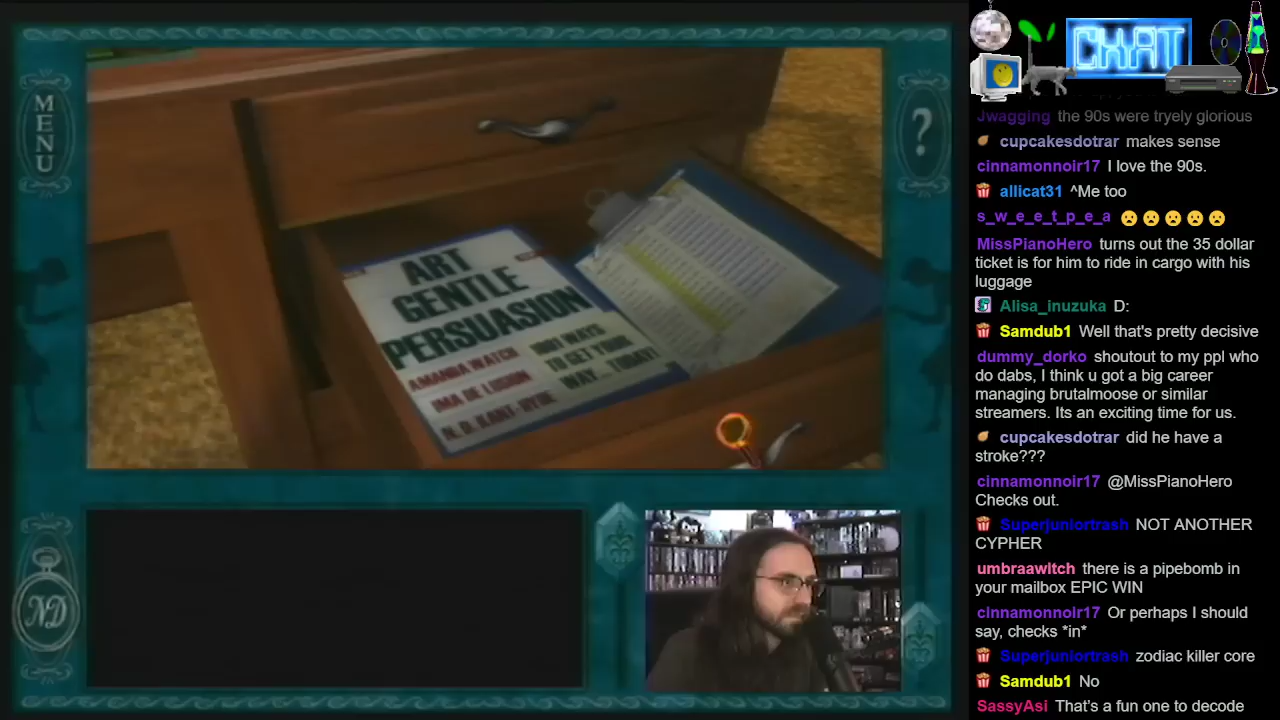 MENU
?
ART
GENTLE
PERSUASION
AMANDA WATCH
IMA DE LUSION
N. D. KANT-HYDE
1001 WAYS
TO GET YOUR
WAY...TODAY!
ND
CHAT
Jwagging the 90s were tryely glorious
cupcakesdotrar makes sense
cinnamonnoir17 I love the 90s.
allicat31 ^Me too
s_w_e_e_t_p_e_a
MissPianoHero turns out the 35 dollar
ticket is for him to ride in cargo with his
luggage
Alisa_inuzuka D:
Samdub1 Well that's pretty decisive
dummy_dorko shoutout to my ppl who
do dabs, I think u got a big career
managing brutalmoose or similar
streamers. Its an exciting time for us.
cupcakesdotrar did he have a
stroke???
cinnamonnoir17 @MissPianoHero
Checks out.
Superjuniortrash NOT ANOTHER
CYPHER
umbraawltch there is a pipebomb in
your mailbox EPIC WIN
cinnamonnoir17 Or perhaps I should
say, checks *in*
Superjuniortrash zodiac killer core
Samdub1 No
SassyAsi That's a fun one to decode